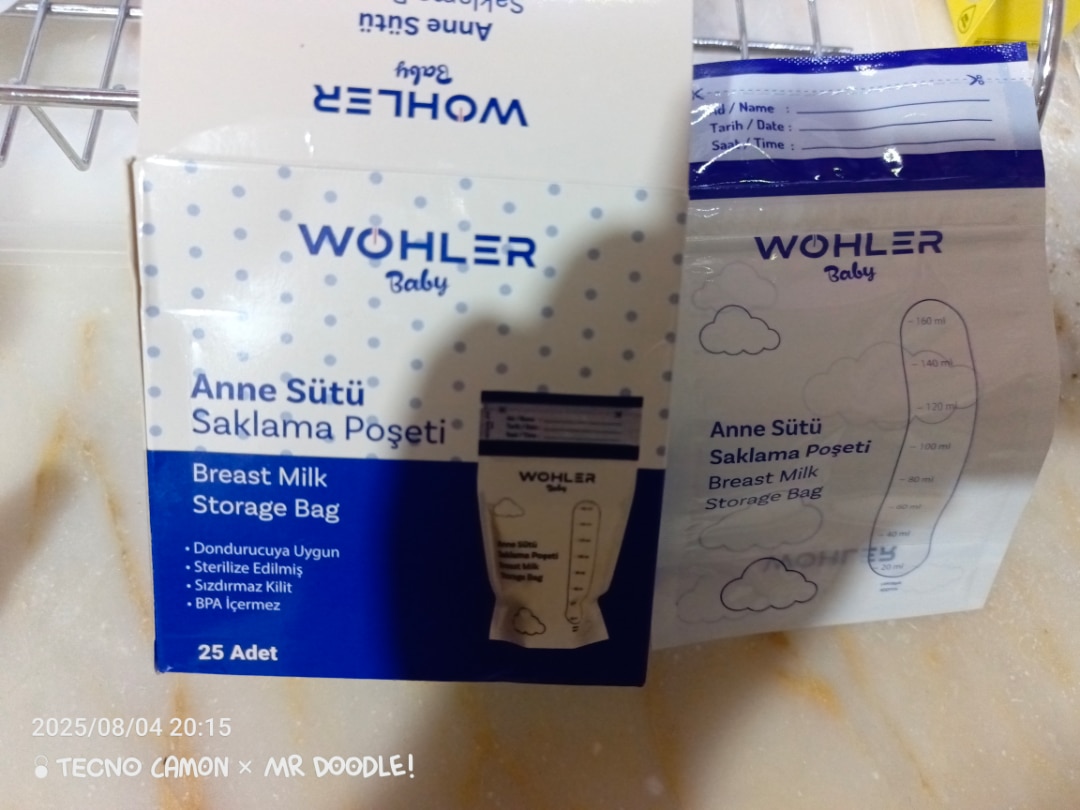 Anne Sütü
WOHLER
Baby
WOHLER
Baby
Anne Sütü
Saklama Poşeti
Breast Milk
Storage Bag
• Dondurucuya Uygun
• Sterilize Edilmiş
• Sızdırmaz Kilit
• BPA İçermez
25 Adet
WOHLER
Baby
Anne Sütü
Saklama Poşeti
Breast Milk
Storage Bag
/ Name :
Tarih / Date :
Saat / Time :
WOHLER
Baby
160 ml
140 ml
120 ml
100 ml
80 ml
60 ml
40 ml
20 ml
Anne Sütü
Saklama Poşeti
Breast Milk
Storage Bag
WOHLER
2025/08/04 20:15
TECNO CAMON × MR DOODLE!